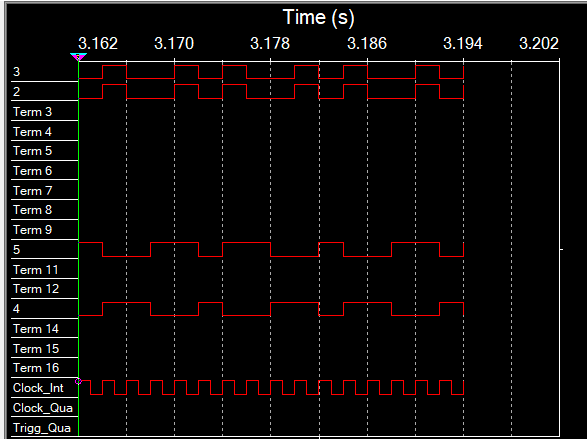 Time (s)
3.162 3.170 3.178 3.186 3.194 3.202
3
2
Term 3
Term 4
Term 5
Term 6
Term 7
Term 8
Term 9
5
Term 11
Term 12
4
Term 14
Term 15
Term 16
Clock_Int
Clock_Qua
Trigg_Qua